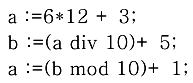 a :=6*12 + 3;
b :=(a div 10)+ 5;
a :=(b mod 10)+ 1;